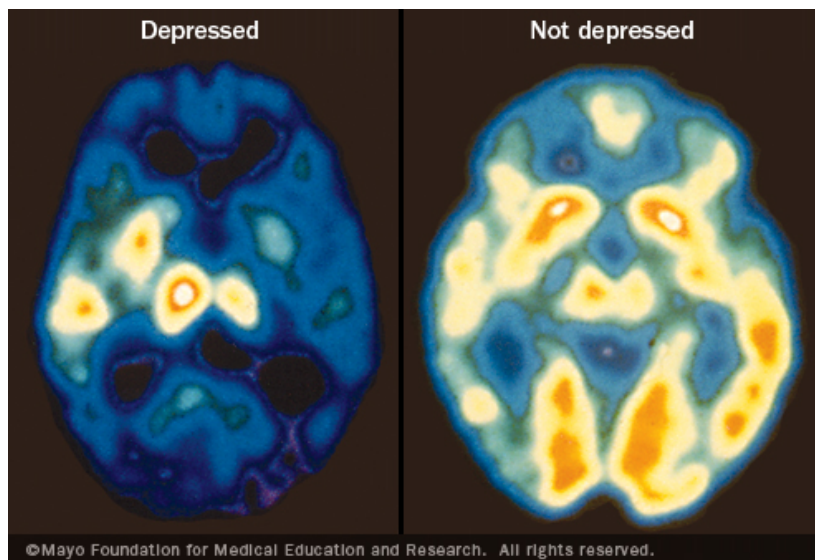 Depressed
Not depressed
©Mayo Foundation for Medical Education and Research. All rights reserved.